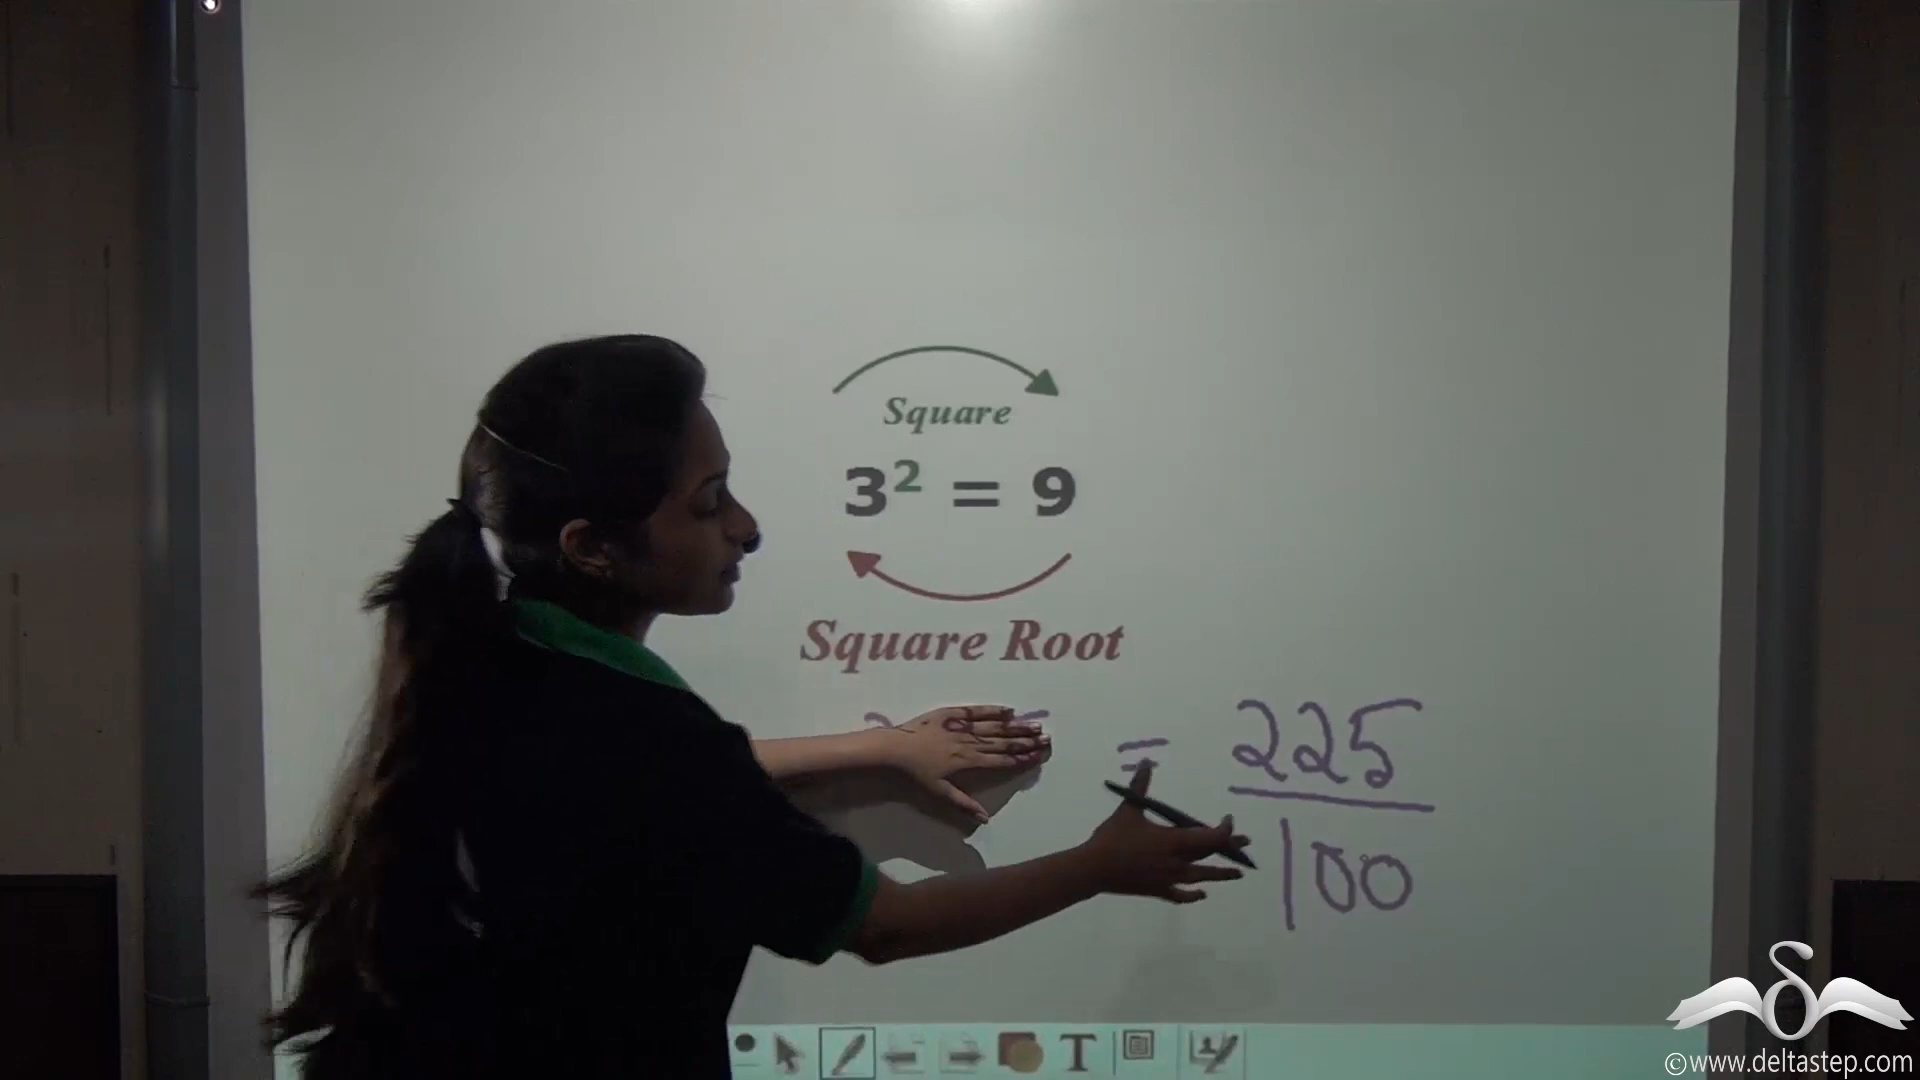 Square
3² = 9
Square Root
= 225
100
T
©www.deltastep.com